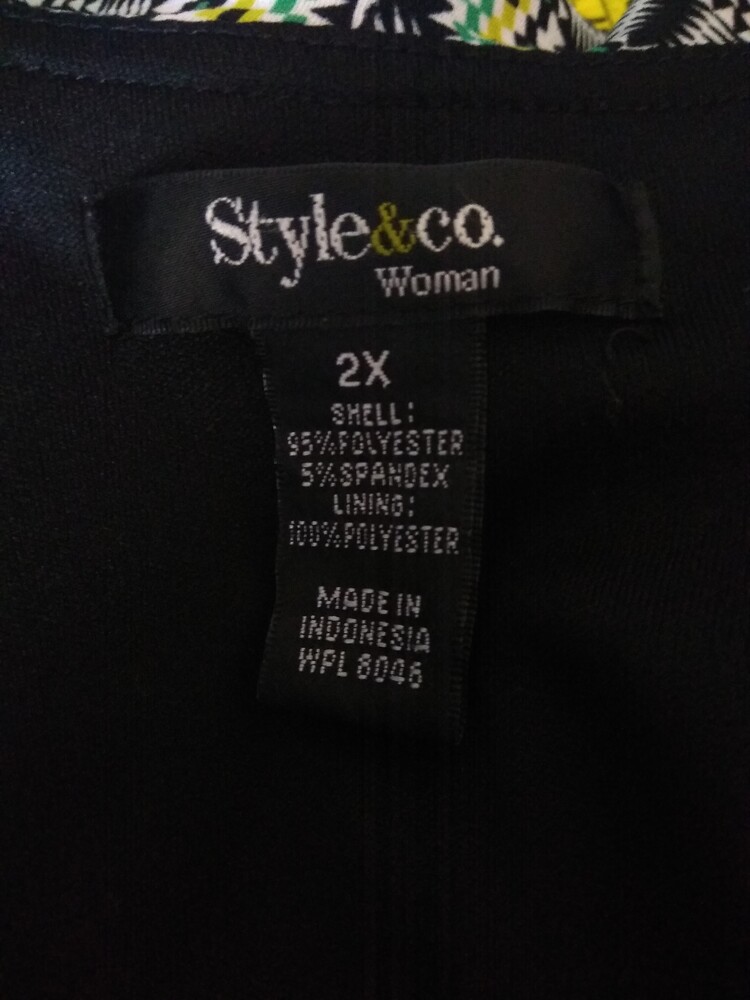 Style&co.
Woman
2X
SHELL:
95%POLYESTER
5%SPANDEX
LINING:
100%POLYESTER
MADE IN
INDONESIA
WPL 8046